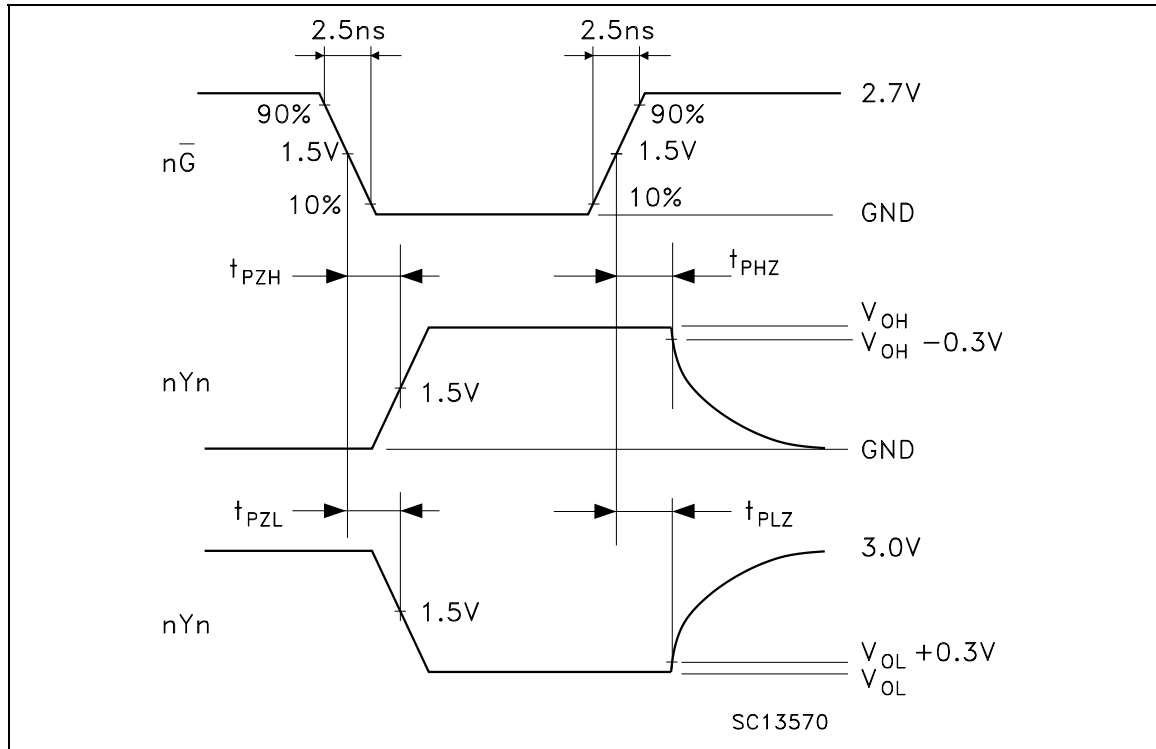 2.5ns 2.5ns
2.7V
90% 90%
nG̅ 1.5V 1.5V
10% 10%
GND
tPZH tPHZ
VOH
VOH −0.3V
nYn 1.5V
GND
tPZL tPLZ
3.0V
nYn 1.5V
VOL +0.3V
VOL
SC13570